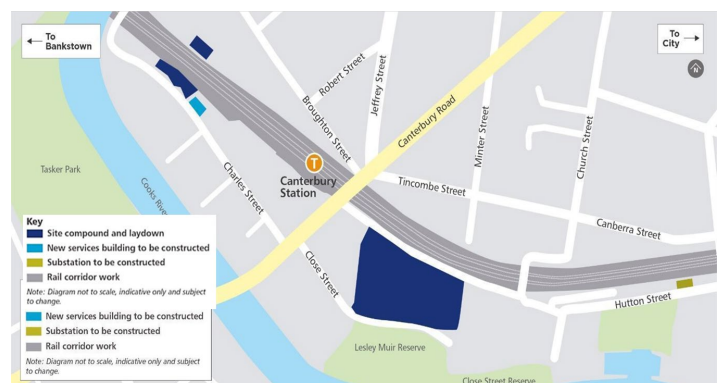 To
Bankstown
To
City
N
Robert Street
Jeffrey Street
Broughton Street
Canterbury Road
Minter Street
Church Street
T
Canterbury
Station
Tincombe Street
Canberra Street
Tasker Park
Cooks River
Charles Street
Close Street
Hutton Street
Lesley Muir Reserve
Close Street Reserve
Key
Site compound and laydown
New services building to be constructed
Substation to be constructed
Rail corridor work
Note: Diagram not to scale, indicative only and subject
to change.
New services building to be constructed
Substation to be constructed
Rail corridor work
Note: Diagram not to scale, indicative only and subject
to change.